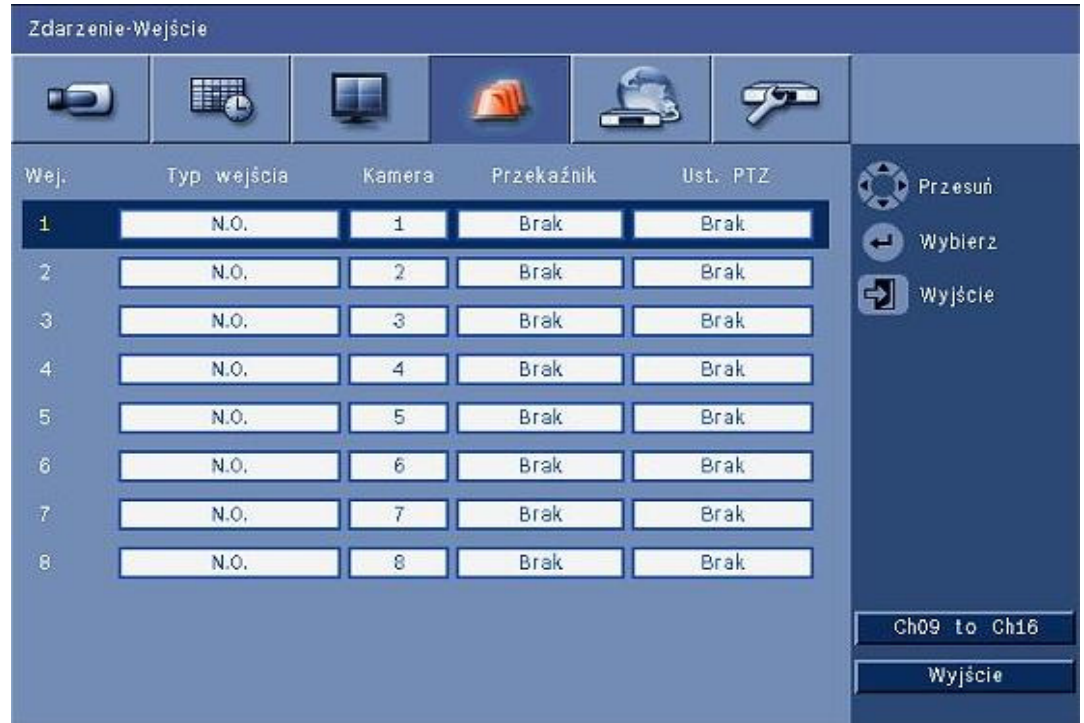 Zdarzenie-Wejście
Wej. Typ wejścia Kamera Przekaźnik Ust. PTZ
1 N.O. 1 Brak Brak
2 N.O. 2 Brak Brak
3 N.O. 3 Brak Brak
4 N.O. 4 Brak Brak
5 N.O. 5 Brak Brak
6 N.O. 6 Brak Brak
7 N.O. 7 Brak Brak
8 N.O. 8 Brak Brak
Przesuń
Wybierz
Wyjście
Ch09 to Ch16
Wyjście